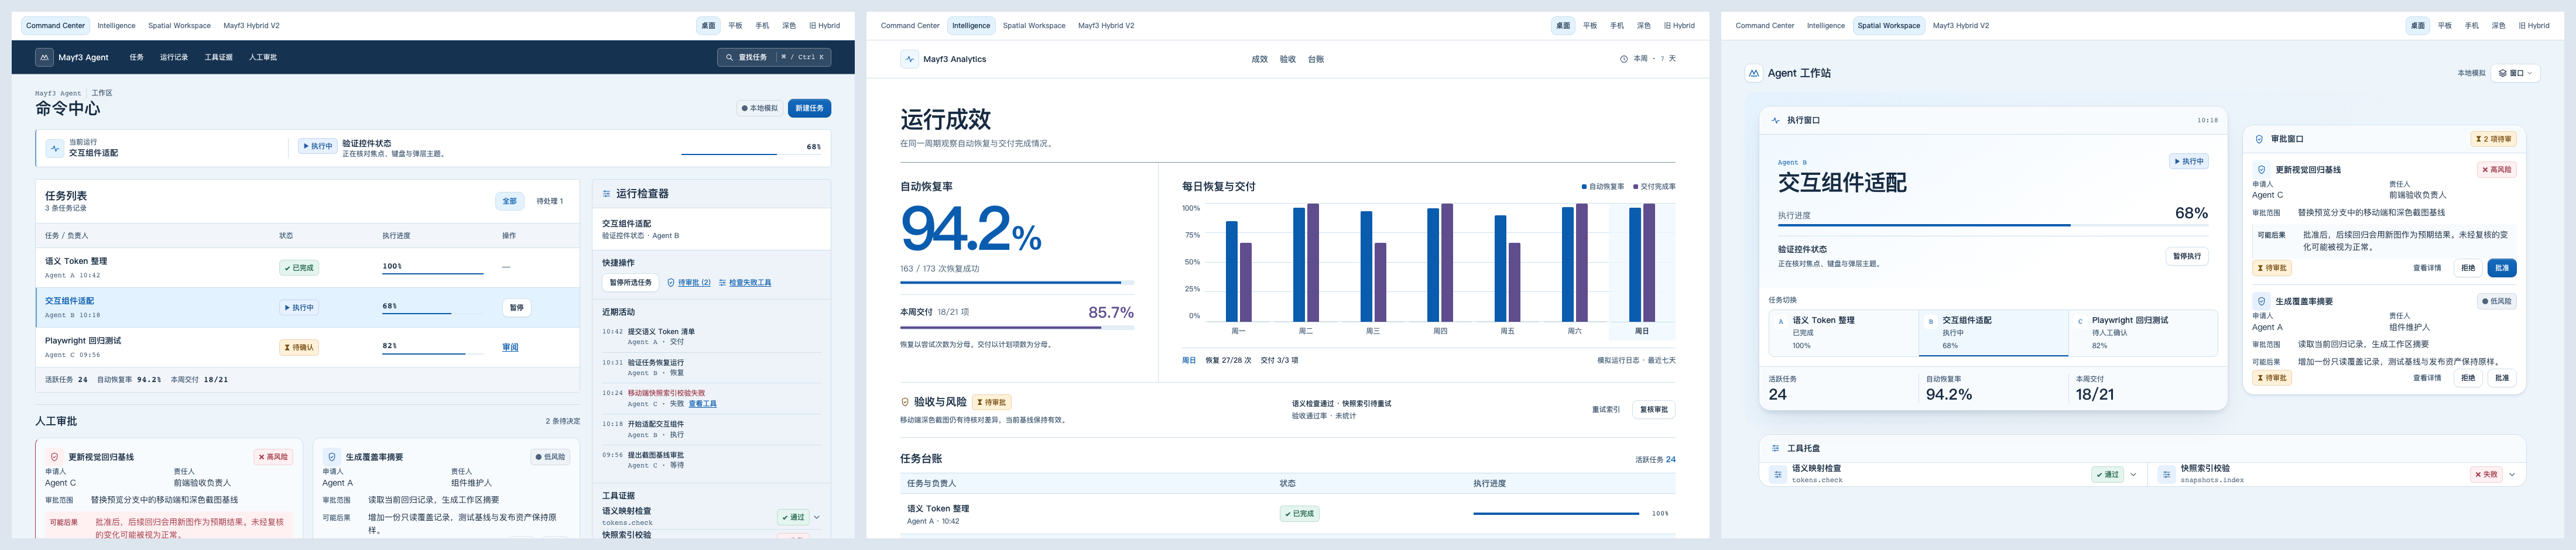 Command Center Intelligence Spatial Workspace Mayf3 Hybrid V2 桌面 平板 手机 深色 旧 Hybrid
Mayf3 Agent 任务 运行记录 工具证据 人工审批 查找任务 ⌘ / Ctrl K
Mayf3 Agent 工作区
命令中心
本地模拟 新建任务
当前运行
交互组件适配
执行中 验证控件状态
正在核对焦点、键盘与弹层主题。
68%
任务列表
3 条任务记录
全部 待处理 1
任务 / 负责人 状态 执行进度 操作
语义 Token 整理
Agent A 10:42
已完成 100% —
交互组件适配
Agent B 10:18
执行中 68% 暂停
Playwright 回归测试
Agent C 09:56
待确认 82% 审阅
活跃任务 24 自动恢复率 94.2% 本周交付 18/21
人工审批 2 条待决定
更新视觉回归基线 高风险
申请人 责任人
Agent C 前端验收负责人
审批范围 替换预览分支中的移动端和深色截图基线
可能后果 批准后，后续回归会用新图作为预期结果。未经复核
的变化可能被视为正常。
生成覆盖率摘要 低风险
申请人 责任人
Agent A 组件维护人
审批范围 读取当前回归记录，生成工作区摘要
可能后果 增加一份只读覆盖记录，测试基线与发布资产保持原
样。
运行检查器
交互组件适配
验证控件状态 · Agent B
快捷操作
暂停所选任务 待审批 (2) 检查失败工具
近期活动
10:42 提交语义 Token 清单
Agent A · 交付
10:31 验证任务恢复运行
Agent B · 恢复
10:24 移动端快照索引校验失败
Agent C · 失败 查看工具
10:18 开始适配交互组件
Agent B · 执行
09:56 提出截图基线审批
Agent C · 等待
工具证据
语义映射检查
tokens.check
通过
快照索引校验
Command Center Intelligence Spatial Workspace Mayf3 Hybrid V2 桌面 平板 手机 深色 旧 Hybrid
Mayf3 Analytics 成效 验收 台账 本周 · 7 天
运行成效
在同一周期观察自动恢复与交付完成情况。
自动恢复率
94.2%
163 / 173 次恢复成功
本周交付 18/21 项 85.7%
恢复以尝试次数为分母。交付以计划项数为分母。
每日恢复与交付 自动恢复率 交付完成率
100%
75%
50%
25%
0%
周一 周二 周三 周四 周五 周六 周日
周日 恢复 27/28 次 交付 3/3 项 模拟运行日志 · 最近七天
验收与风险 待审批
移动端深色截图仍有待核对差异，当前基线保持有效。
语义检查通过 · 快照索引待重试
验收通过率 · 未统计
重试索引 复核审批
任务台账 活跃任务 24
任务与负责人 状态 执行进度
语义 Token 整理
Agent A · 10:42
已完成 100%
Command Center Intelligence Spatial Workspace Mayf3 Hybrid V2 桌面 平板 手机 深色 旧 Hybrid
Agent 工作站 本地模拟 窗口
执行窗口 10:18
Agent B 执行中
交互组件适配
执行进度 68%
验证控件状态
正在核对焦点、键盘与弹层主题。
暂停执行
任务切换
A 语义 Token 整理
已完成
100%
B 交互组件适配
执行中
68%
C Playwright 回归测试
待人工确认
82%
活跃任务 自动恢复率 本周交付
24 94.2% 18/21
审批窗口 2 项待审
更新视觉回归基线 高风险
申请人 责任人
Agent C 前端验收负责人
审批范围 替换预览分支中的移动端和深色截图基线
可能后果 批准后，后续回归会用新图作为预期结果。未经复核的变
化可能被视为正常。
待审批 查看详情 拒绝 批准
生成覆盖率摘要 低风险
申请人 责任人
Agent A 组件维护人
审批范围 读取当前回归记录，生成工作区摘要
可能后果 增加一份只读覆盖记录，测试基线与发布资产保持原样。
待审批 查看详情 拒绝 批准
工具托盘
语义映射检查
tokens.check
通过
快照索引校验
snapshots.index
失败